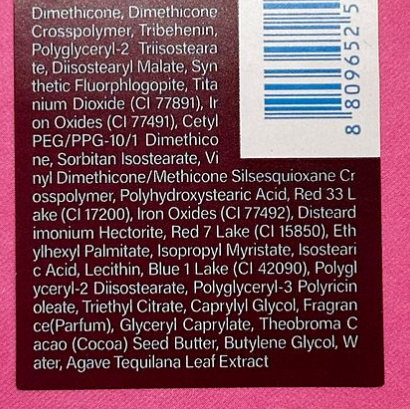 Dimethicone, Dimethicone
Crosspolymer, Tribehenin,
Polyglyceryl-2 Triisosteara
te, Diisostearyl Malate, Syn
thetic Fluorphlogopite, Tita
nium Dioxide (CI 77891), Ir
on Oxides (CI 77491), Cetyl
PEG/PPG-10/1 Dimethico
ne, Sorbitan Isostearate, Vi
nyl Dimethicone/Methicone Silsesquioxane Cr
osspolymer, Polyhydroxystearic Acid, Red 33 L
ake (CI 17200), Iron Oxides (CI 77492), Disteard
imonium Hectorite, Red 7 Lake (CI 15850), Eth
ylhexyl Palmitate, Isopropyl Myristate, Isosteari
c Acid, Lecithin, Blue 1 Lake (CI 42090), Polygl
yceryl-2 Diisostearate, Polyglyceryl-3 Polyricin
oleate, Triethyl Citrate, Caprylyl Glycol, Fragran
ce(Parfum), Glyceryl Caprylate, Theobroma C
acao (Cocoa) Seed Butter, Butylene Glycol, W
ater, Agave Tequilana Leaf Extract
8 809652 5